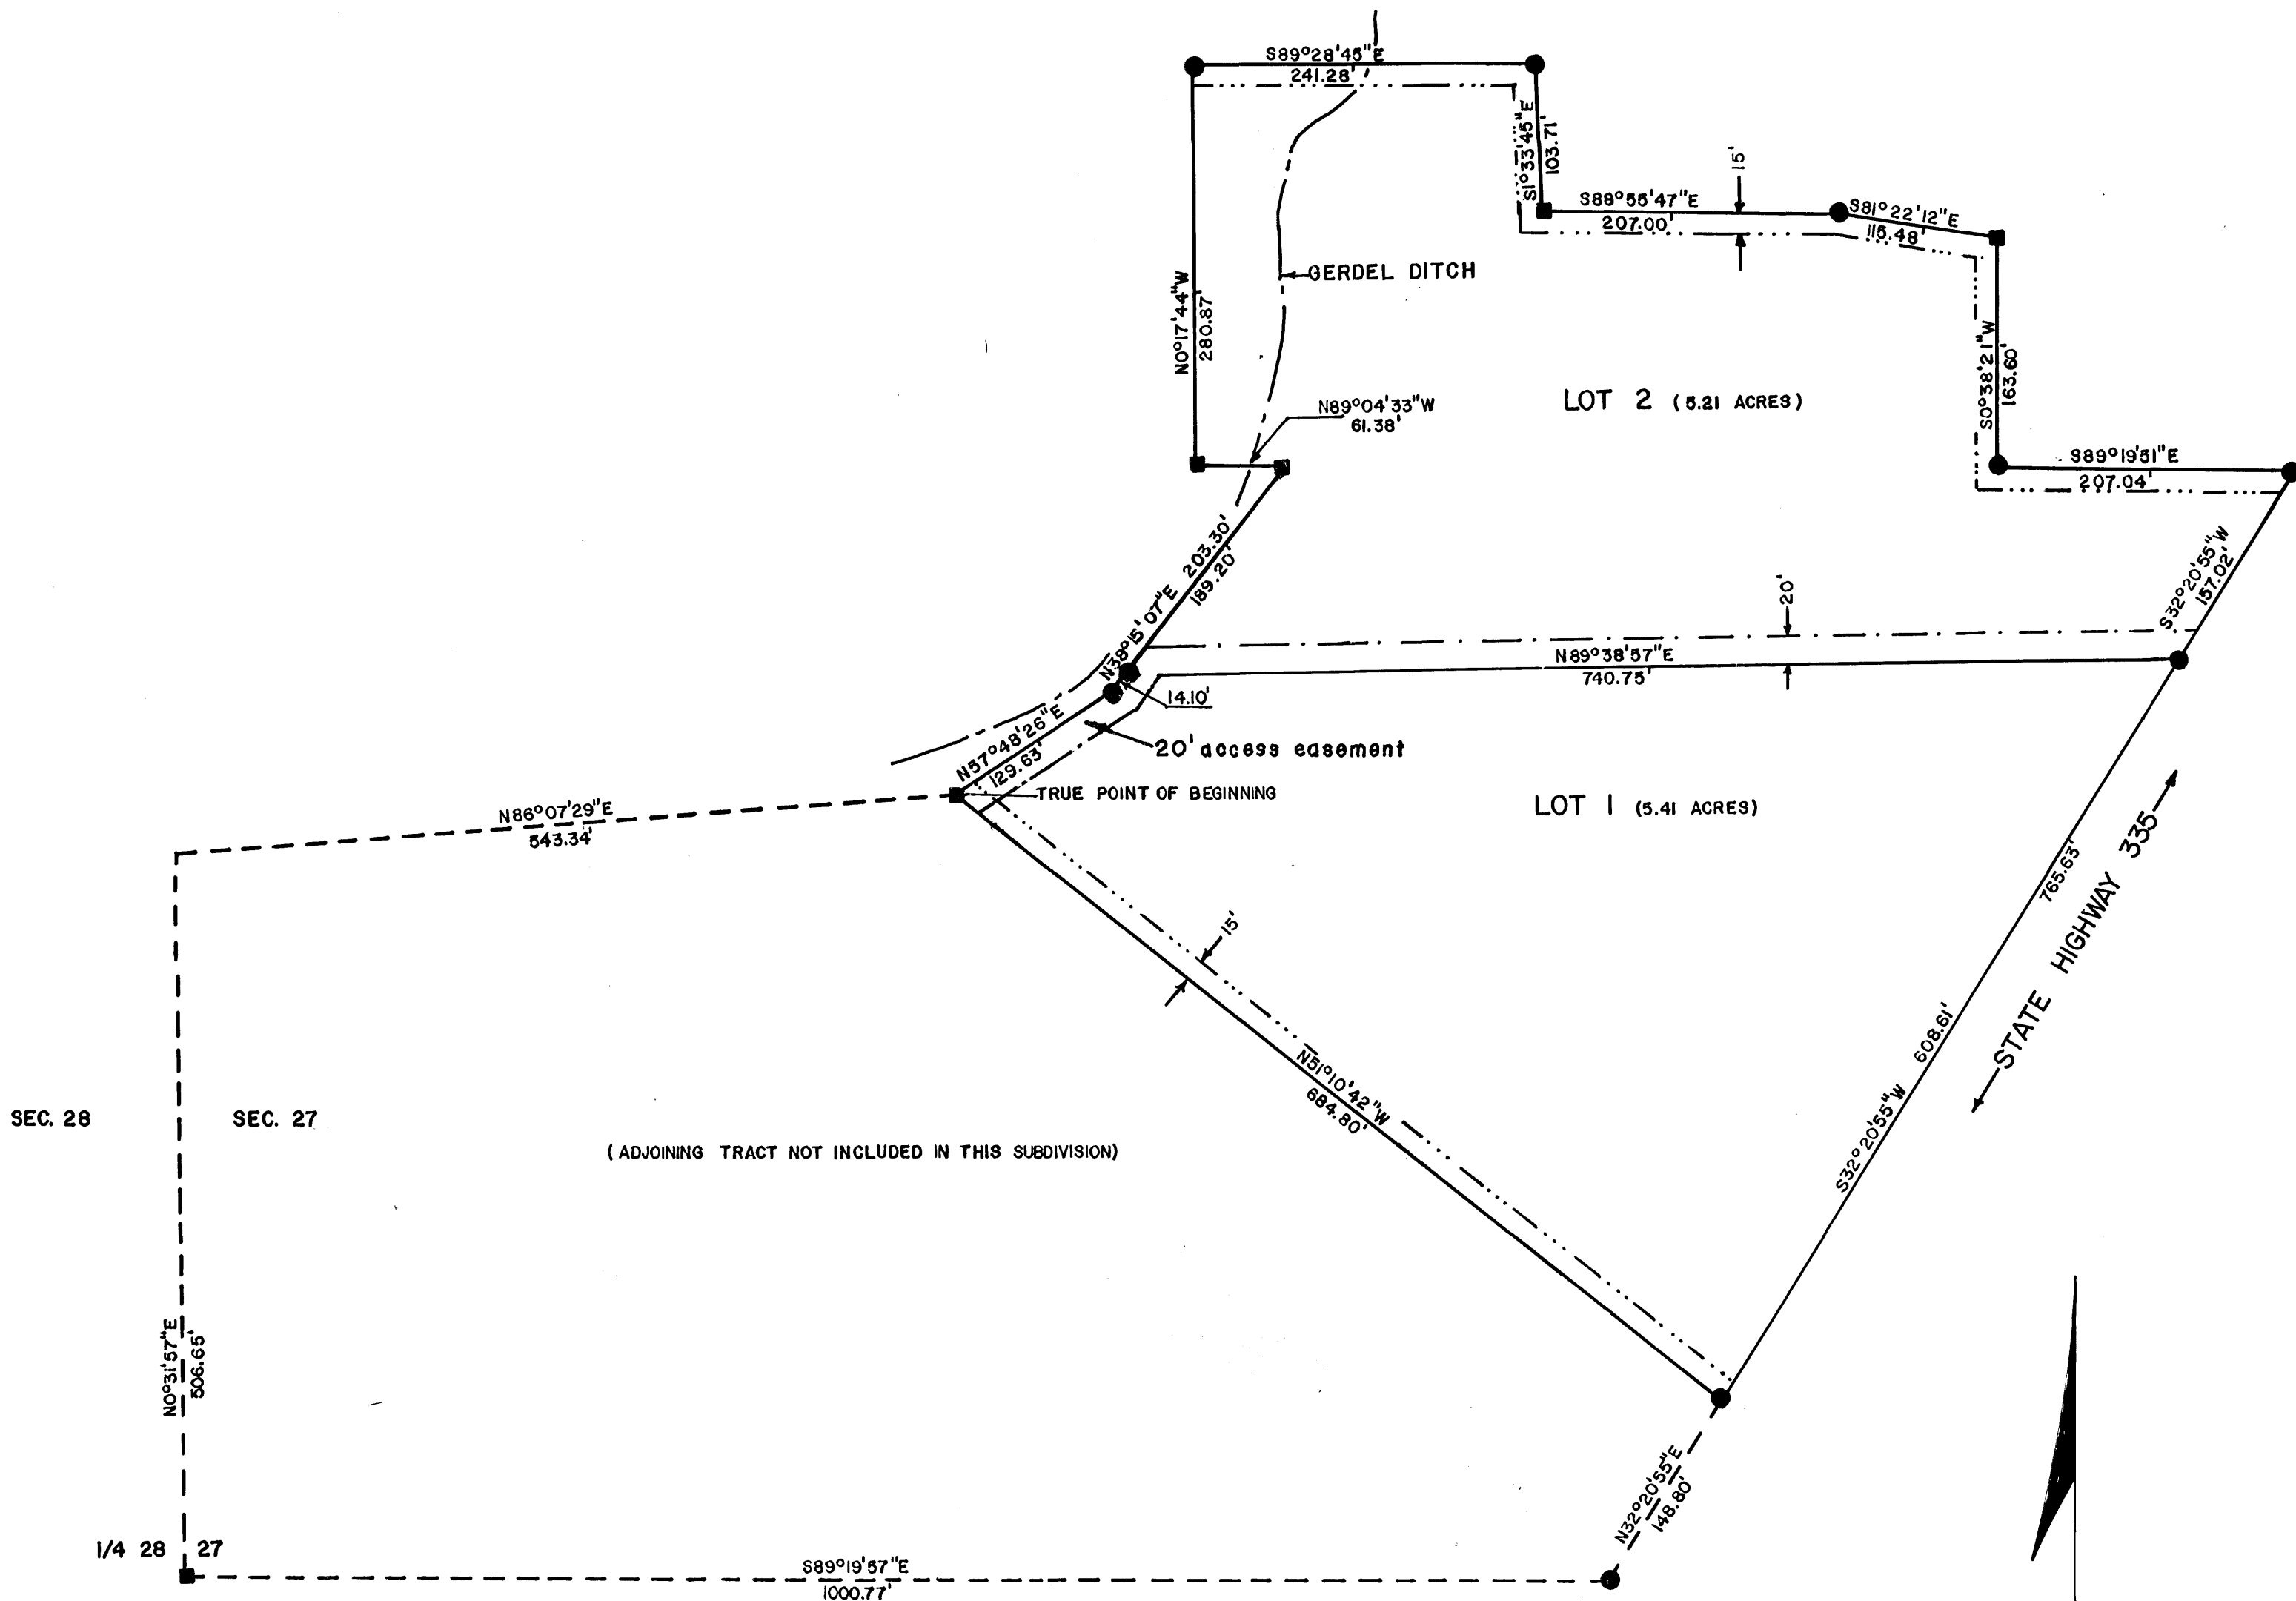 S89°28'45"E
241.28'
S1°33'45"E
103.71'
15'
S89°55'47"E
207.00'
S81°22'12"E
115.48'
GERDEL DITCH
N0°17'44"W
280.87'
S0°38'21"W
163.60'
LOT 2 (5.21 ACRES)
N89°04'33"W
61.38'
S89°19'51"E
207.04'
N38°15'07"E 203.30'
189.20'
S32°20'55"W
157.02'
20'
N89°38'57"E
740.75'
14.10'
N57°48'26"E
129.63'
20' access easement
TRUE POINT OF BEGINNING
LOT 1 (5.41 ACRES)
N86°07'29"E
543.34'
765.63'
STATE HIGHWAY 335
15'
S32°20'55"W 608.61'
N51°10'42"W
684.80'
SEC. 28
SEC. 27
(ADJOINING TRACT NOT INCLUDED IN THIS SUBDIVISION)
N0°31'57"E
506.65'
N32°20'55"E
148.80'
1/4 28 27
S89°19'57"E
1000.77'